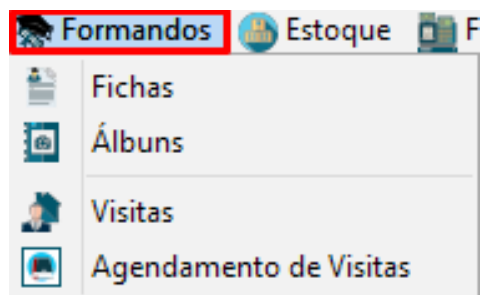 Formandos Estoque F
Fichas
Álbuns
Visitas
Agendamento de Visitas